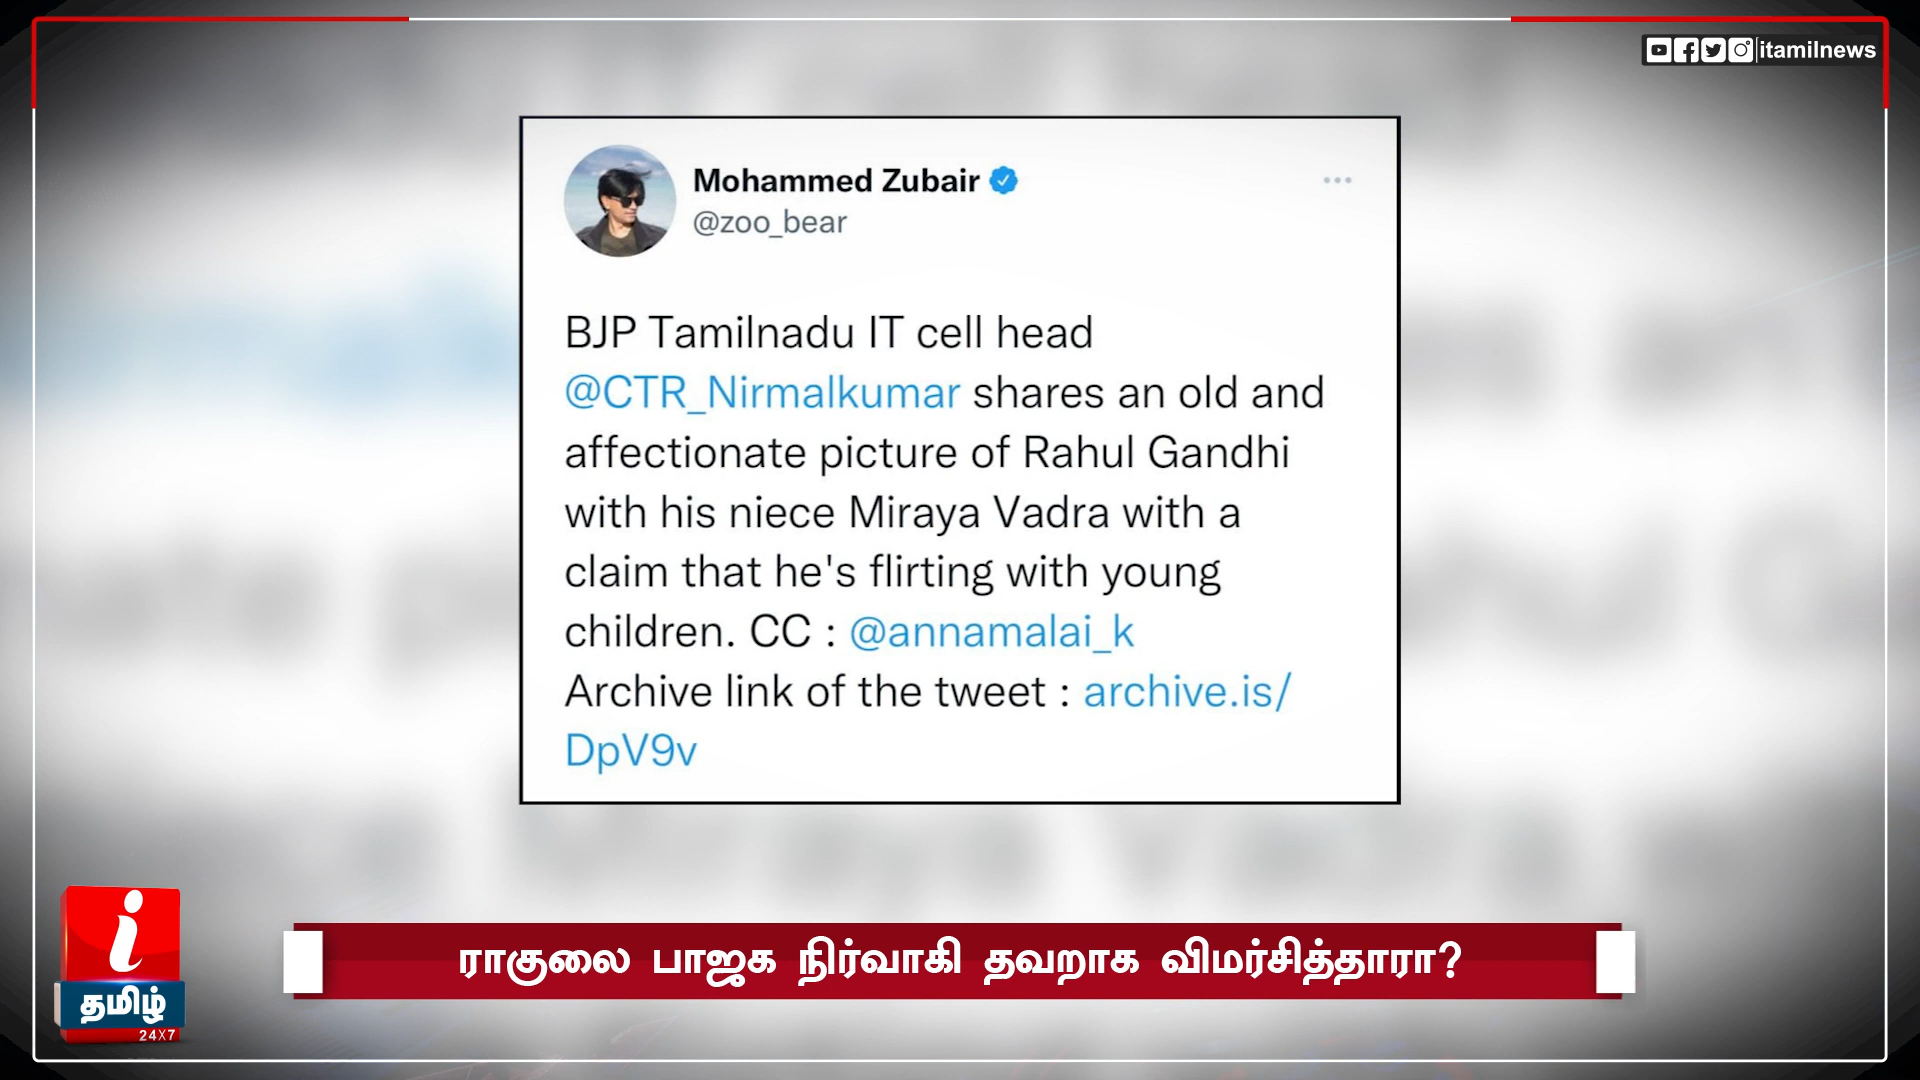 itamilnews
Mohammed Zubair
@zoo_bear
BJP Tamilnadu IT cell head
@CTR_Nirmalkumar shares an old and
affectionate picture of Rahul Gandhi
with his niece Miraya Vadra with a
claim that he's flirting with young
children. CC : @annamalai_k
Archive link of the tweet : archive.is/
DpV9v
i
தமிழ்
24X7
ராகுலை பாஜக நிர்வாகி தவறாக விமர்சித்தாரா?